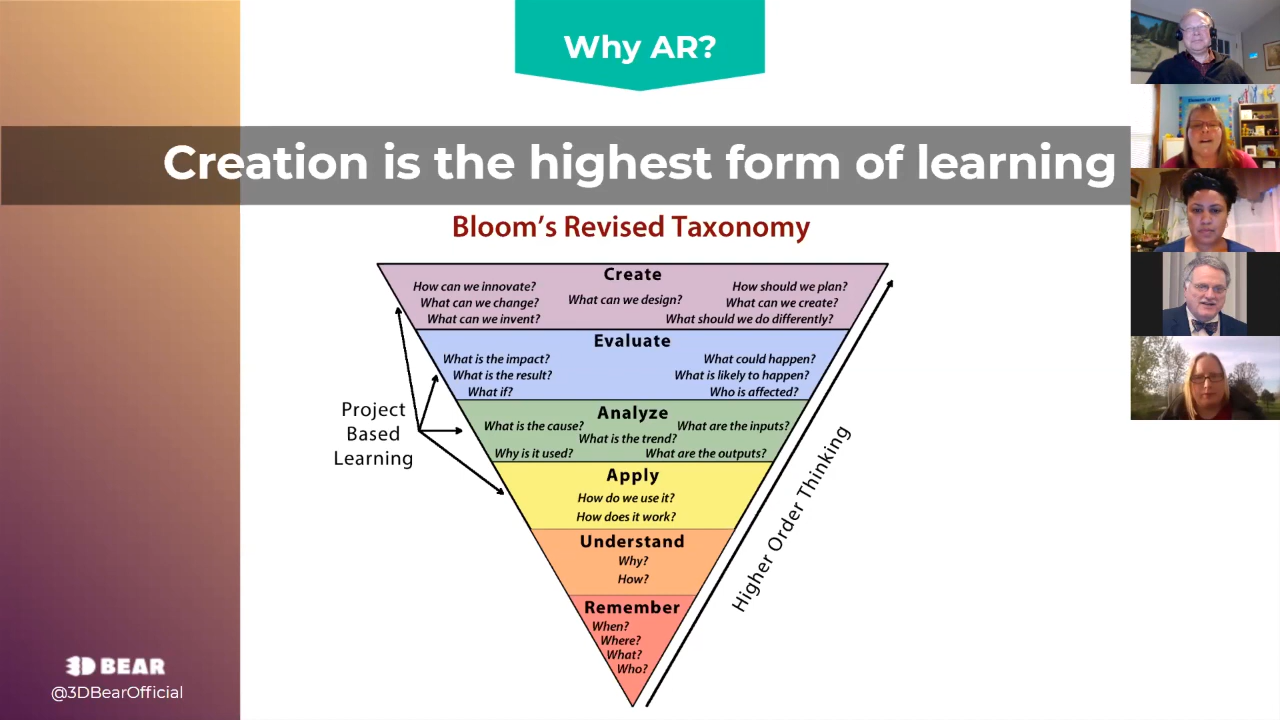 Why AR?
Creation is the highest form of learning
Bloom's Revised Taxonomy
Create
How can we innovate?
What can we change?
What can we invent?
What can we design?
How should we plan?
What can we create?
What should we do differently?
Evaluate
What is the impact?
What is the result?
What if?
What could happen?
What is likely to happen?
Who is affected?
Analyze
What is the cause?
What are the inputs?
What is the trend?
Why is it used?
What are the outputs?
Project
Based
Learning
Apply
How do we use it?
How does it work?
Understand
Why?
How?
Remember
When?
Where?
What?
Who?
Higher Order Thinking
3D BEAR
@3DBearOfficial